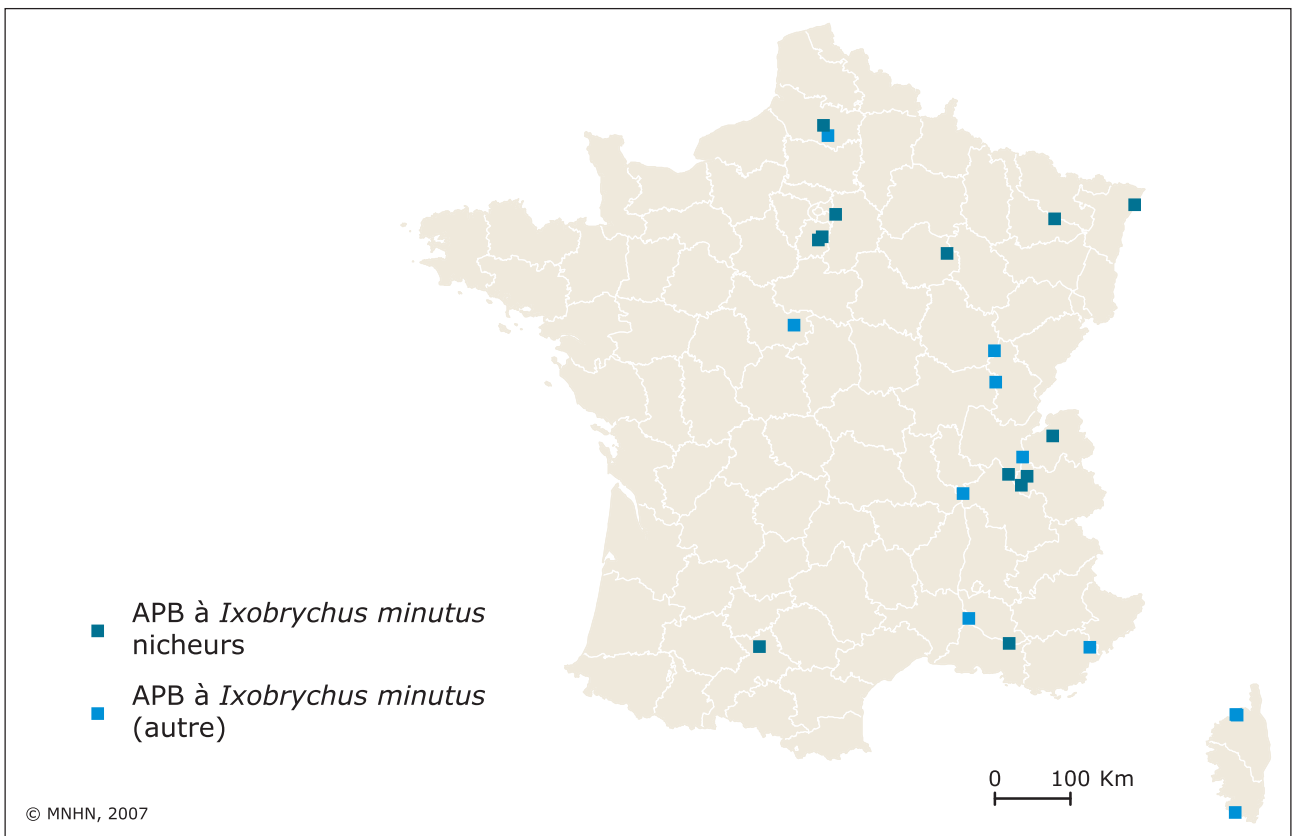 APB à Ixobrychus minutus
nicheurs
APB à Ixobrychus minutus
(autre)
0 100 Km
© MNHN, 2007